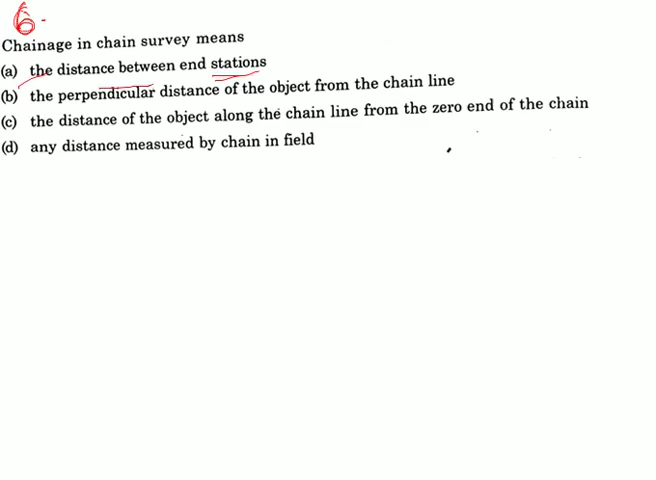 6.
Chainage in chain survey means
(a) the distance between end stations
(b) the perpendicular distance of the object from the chain line
(c) the distance of the object along the chain line from the zero end of the chain
(d) any distance measured by chain in field